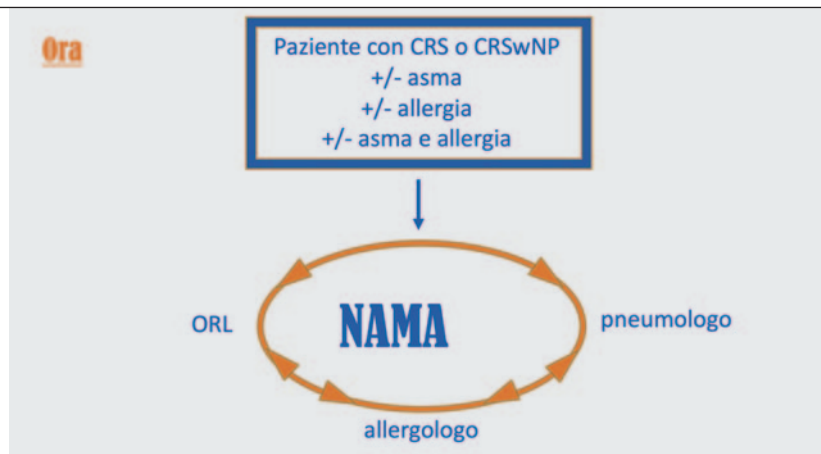 Ora
Paziente con CRS o CRSwNP
+/- asma
+/- allergia
+/- asma e allergia
NAMA
ORL
pneumologo
allergologo